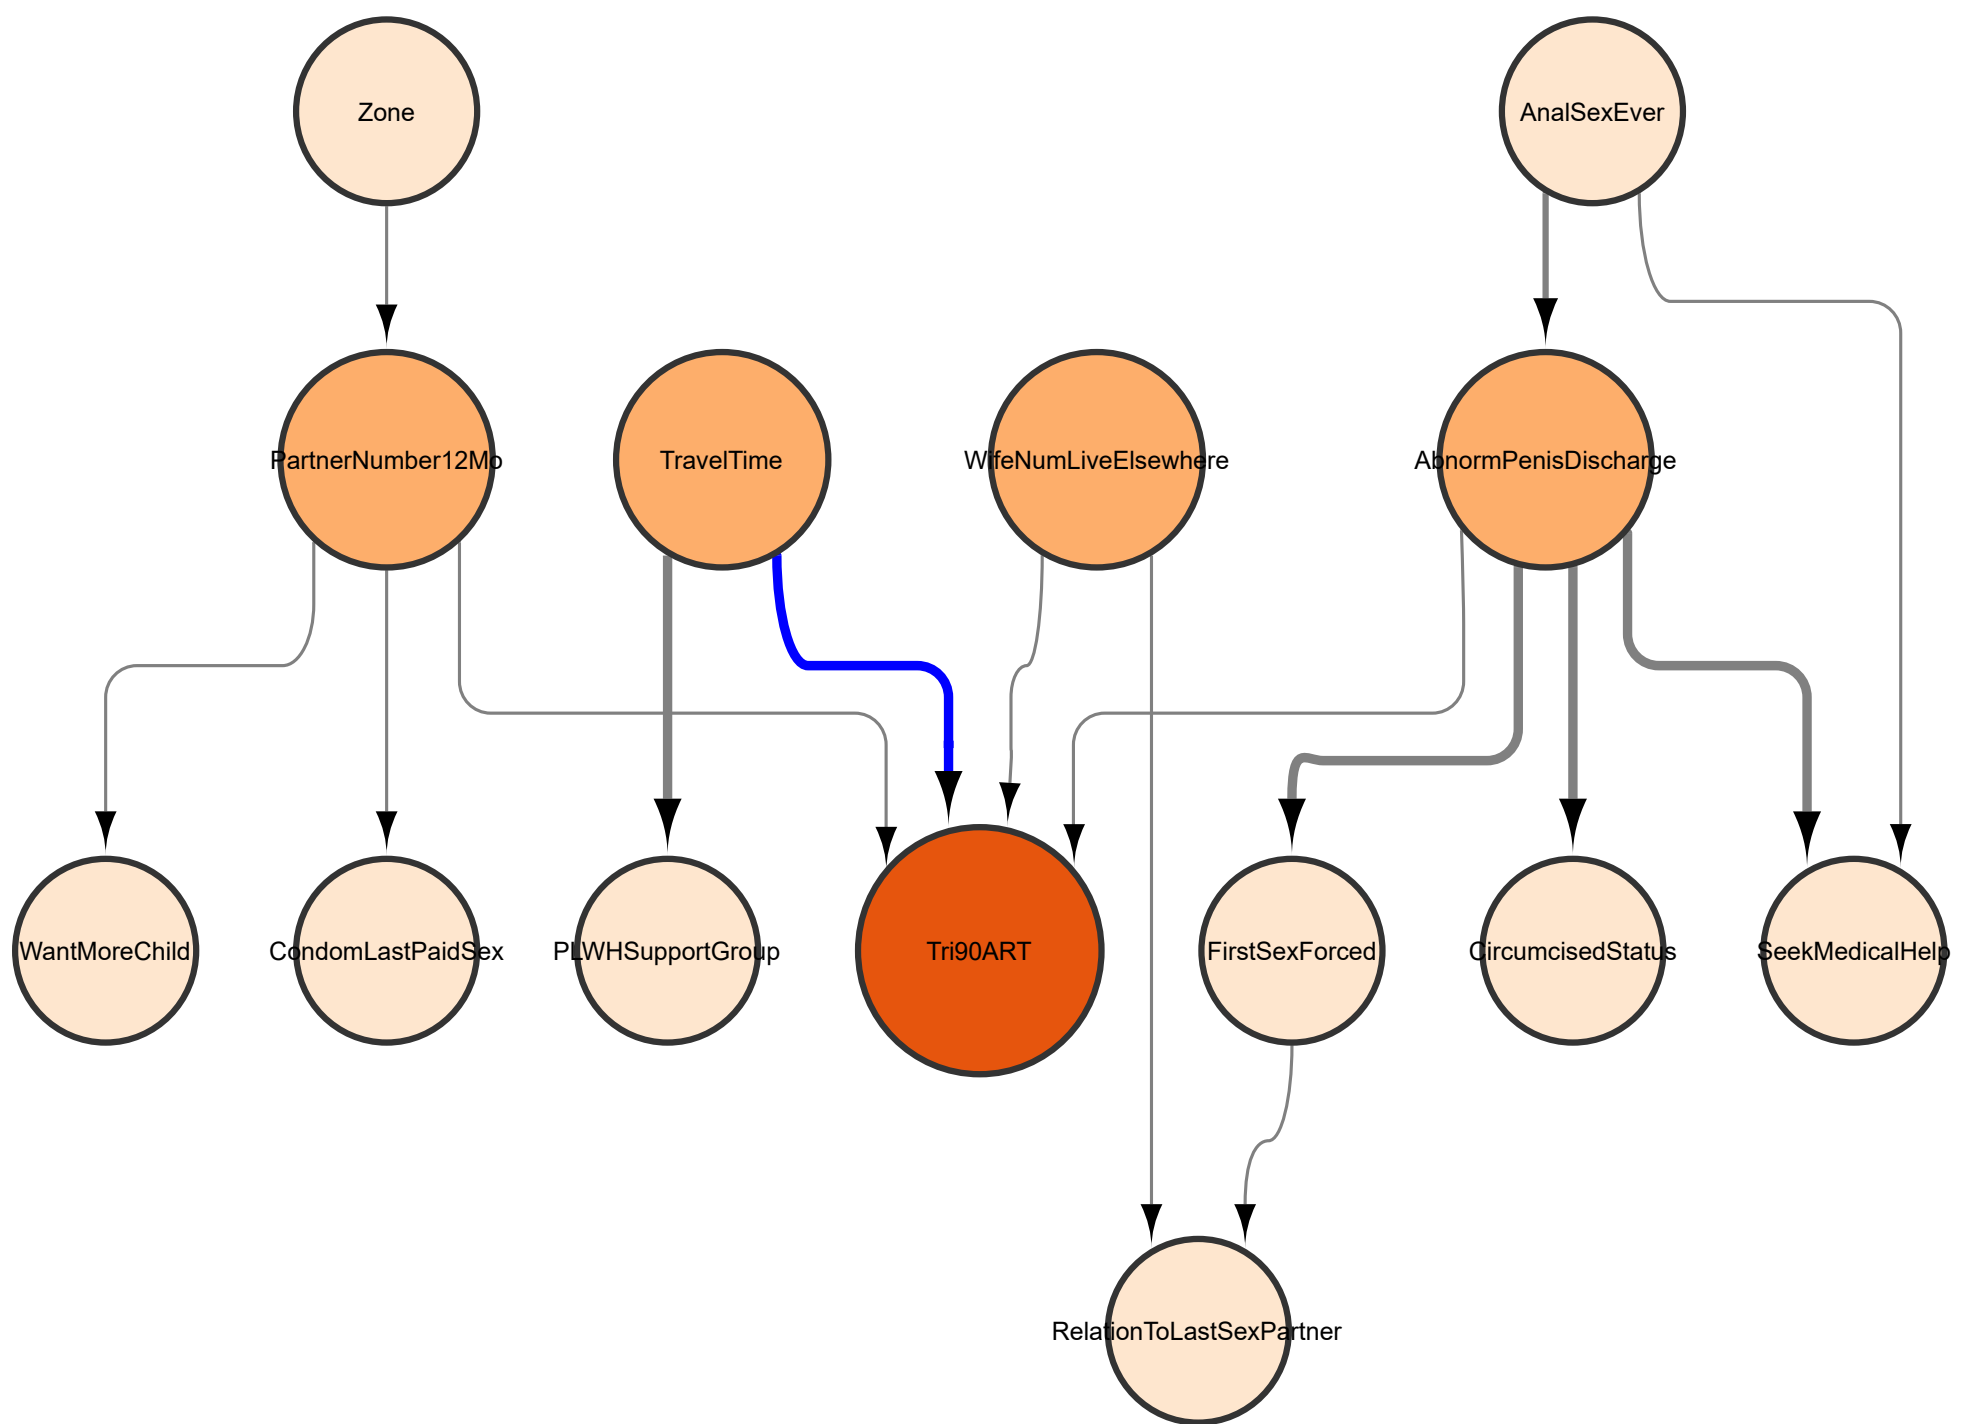 Zone
AnalSexEver
PartnerNumber12Mo
TravelTime
WifeNumLiveElsewhere
AbnormPenisDischarge
WantMoreChild
CondomLastPaidSex
PLWHSupportGroup
Tri90ART
FirstSexForced
CircumcisedStatus
SeekMedicalHelp
RelationToLastSexPartner